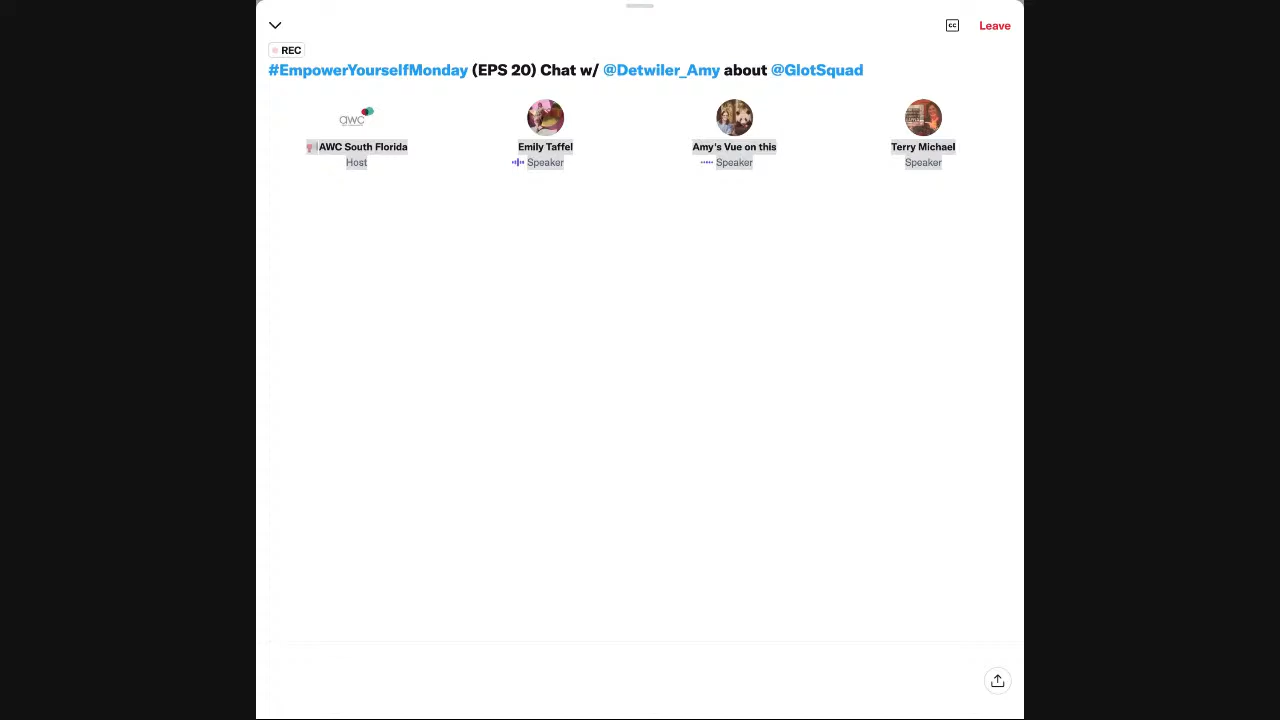 CC
Leave
REC
#EmpowerYourselfMonday (EPS 20) Chat w/ @Detwiler_Amy about @GlotSquad
awc
AWC South Florida
Emily Taffel
Amy's Vue on this
Terry Michael
Host
Speaker
Speaker
Speaker